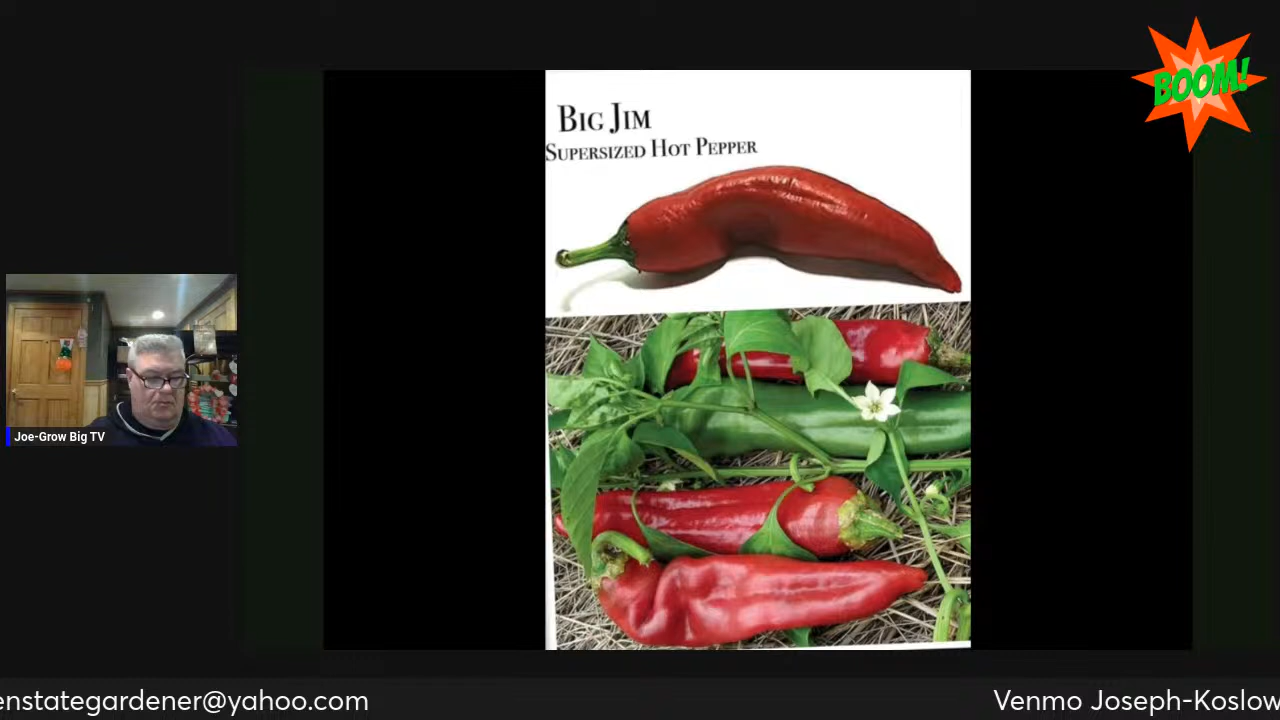 BOOM!
BIG JIM
SUPERSIZED HOT PEPPER
Joe-Grow Big TV
enstategardener@yahoo.com
Venmo Joseph-Koslow